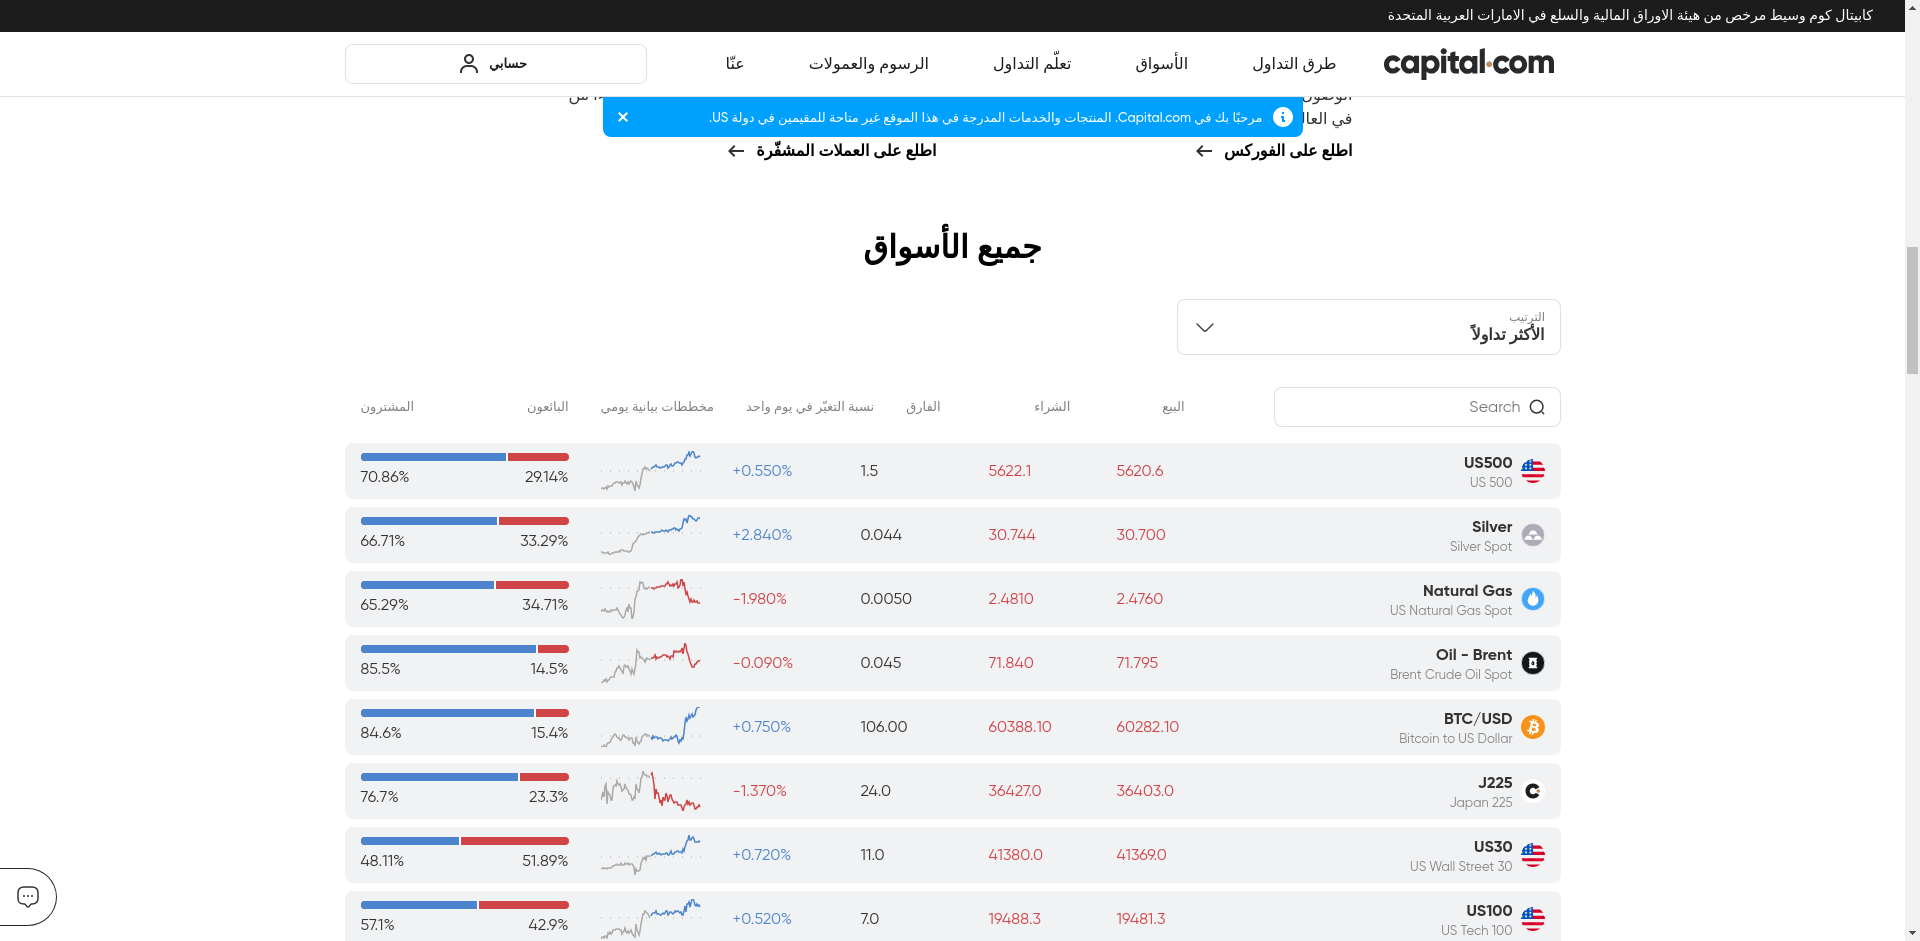 كابيتال كوم وسيط مرخص من هيئة الاوراق المالية والسلع في الامارات العربية المتحدة
capital.com
طرق التداول
الأسواق
تعلّم التداول
الرسوم والعمولات
عنّا
حسابي
مرحبًا بك في Capital.com. المنتجات والخدمات المدرجة في هذا الموقع غير متاحة للمقيمين في دولة US.
اطلع على الفوركس
اطلع على العملات المشفّرة
جميع الأسواق
الترتيب
الأكثر تداولاً
Search
البيع
الشراء
الفارق
نسبة التغيّر في يوم واحد
مخططات بيانية يومي
البائعون
المشترون
US500
US 500
5620.6
5622.1
1.5
+0.550%
29.14%
70.86%
Silver
Silver Spot
30.700
30.744
0.044
+2.840%
33.29%
66.71%
Natural Gas
US Natural Gas Spot
2.4760
2.4810
0.0050
-1.980%
34.71%
65.29%
Oil - Brent
Brent Crude Oil Spot
71.795
71.840
0.045
-0.090%
14.5%
85.5%
BTC/USD
Bitcoin to US Dollar
60282.10
60388.10
106.00
+0.750%
15.4%
84.6%
J225
Japan 225
36403.0
36427.0
24.0
-1.370%
23.3%
76.7%
US30
US Wall Street 30
41369.0
41380.0
11.0
+0.720%
51.89%
48.11%
US100
US Tech 100
19481.3
19488.3
7.0
+0.520%
42.9%
57.1%